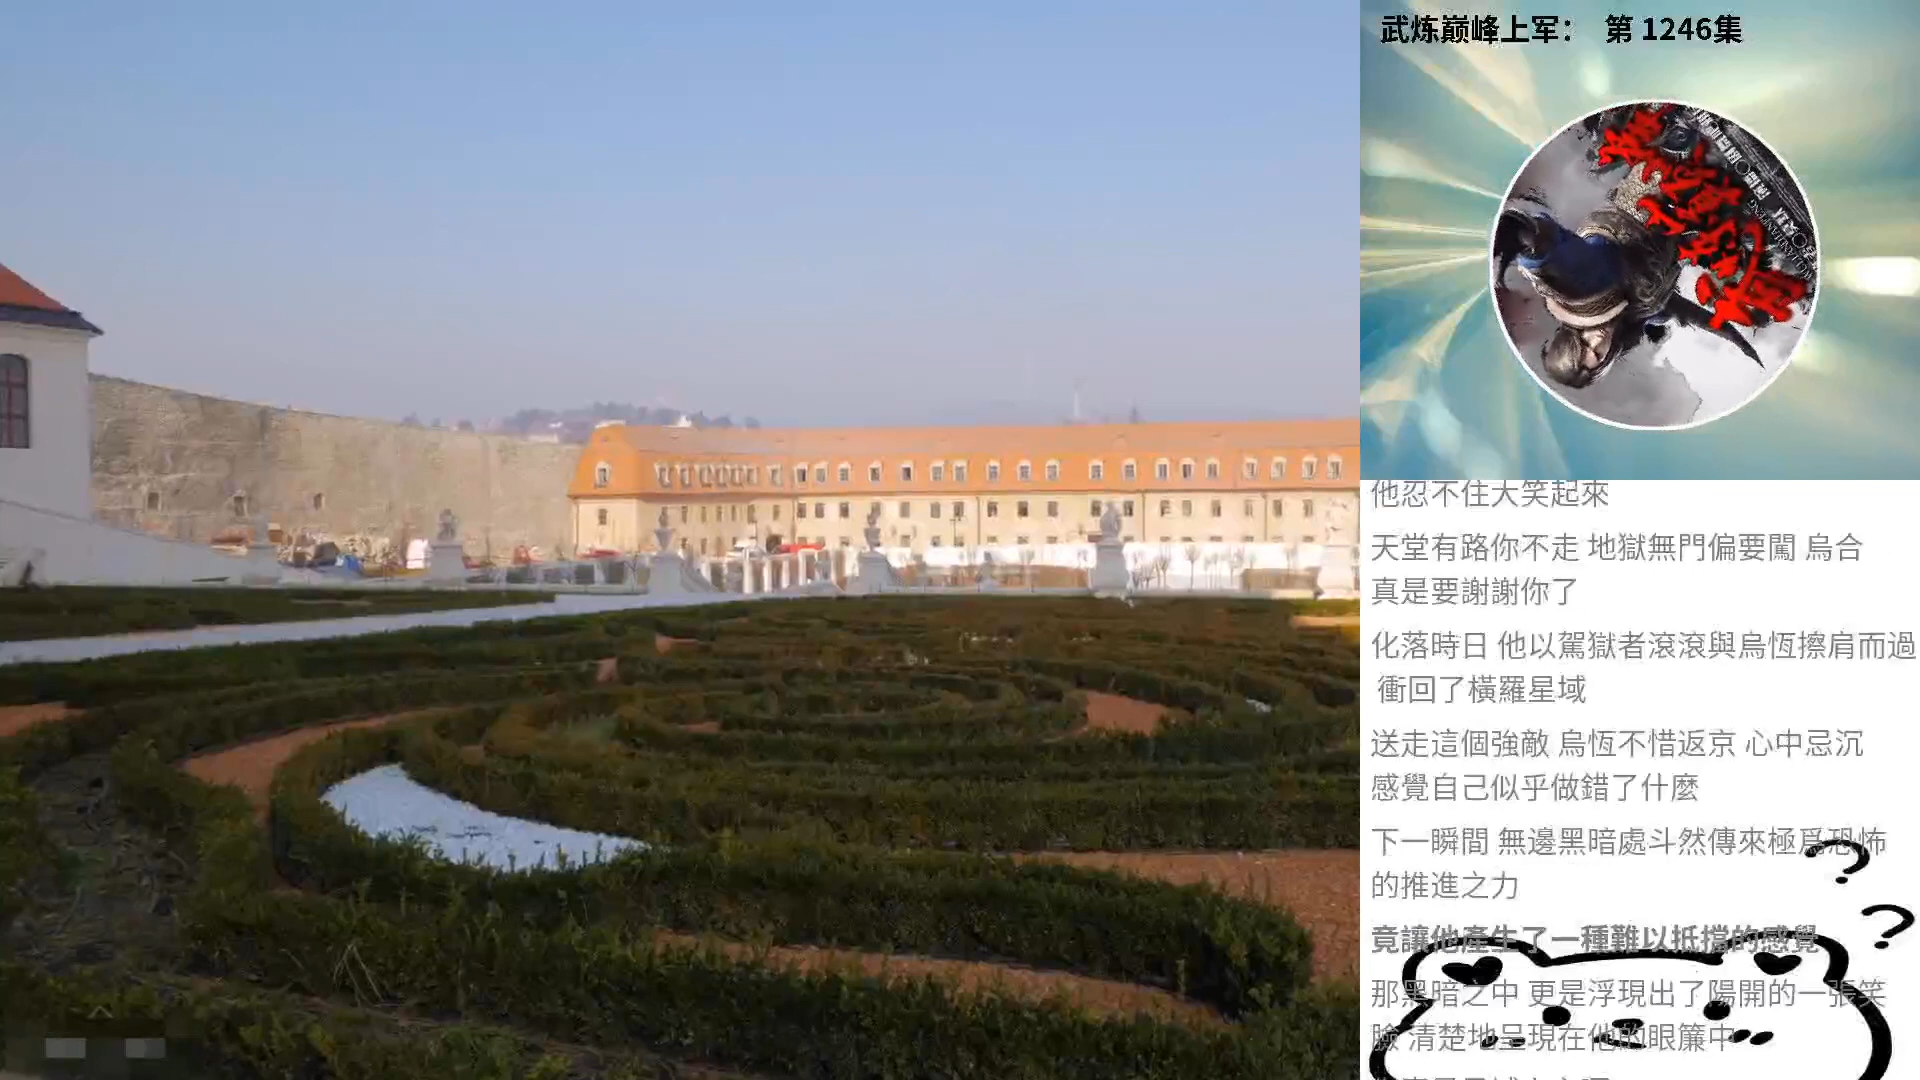 武炼巅峰上军： 第 1246集
他忍不住大笑起來
天堂有路你不走 地獄無門偏要闖 烏合
真是要謝謝你了
化落時日 他以駕獄者滾滾與烏恆擦肩而過
衝回了橫羅星域
送走這個強敵 烏恆不惜返京 心中忌沉
感覺自己似乎做錯了什麼
下一瞬間 無邊黑暗處斗然傳來極爲恐怖
的推進之力
竟讓他產生了一種難以抵擋的感覺
那黑暗之中 更是浮現出了陽開的一張笑
臉 清楚地呈現在他的眼簾中